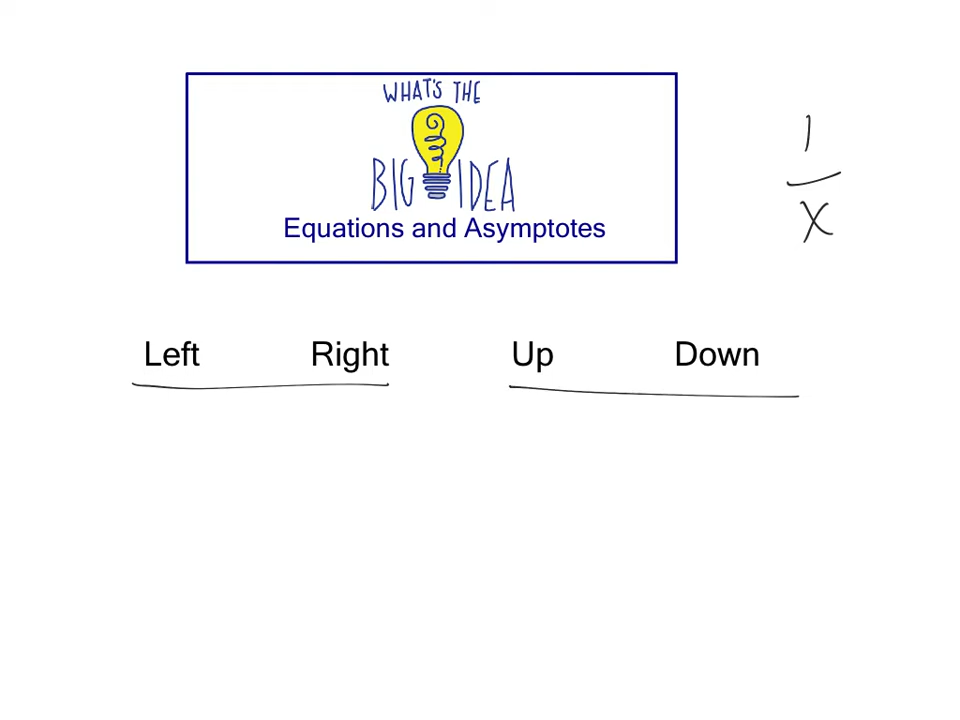 WHAT'S THE
BIG IDEA
Equations and Asymptotes
1
X
Left Right Up Down